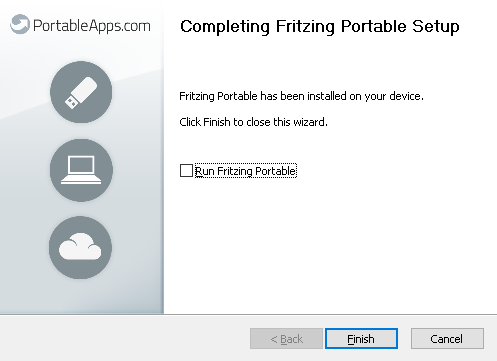 PortableApps.com
Completing Fritzing Portable Setup
Fritzing Portable has been installed on your device.
Click Finish to close this wizard.
Run Fritzing Portable
< Back
Finish
Cancel